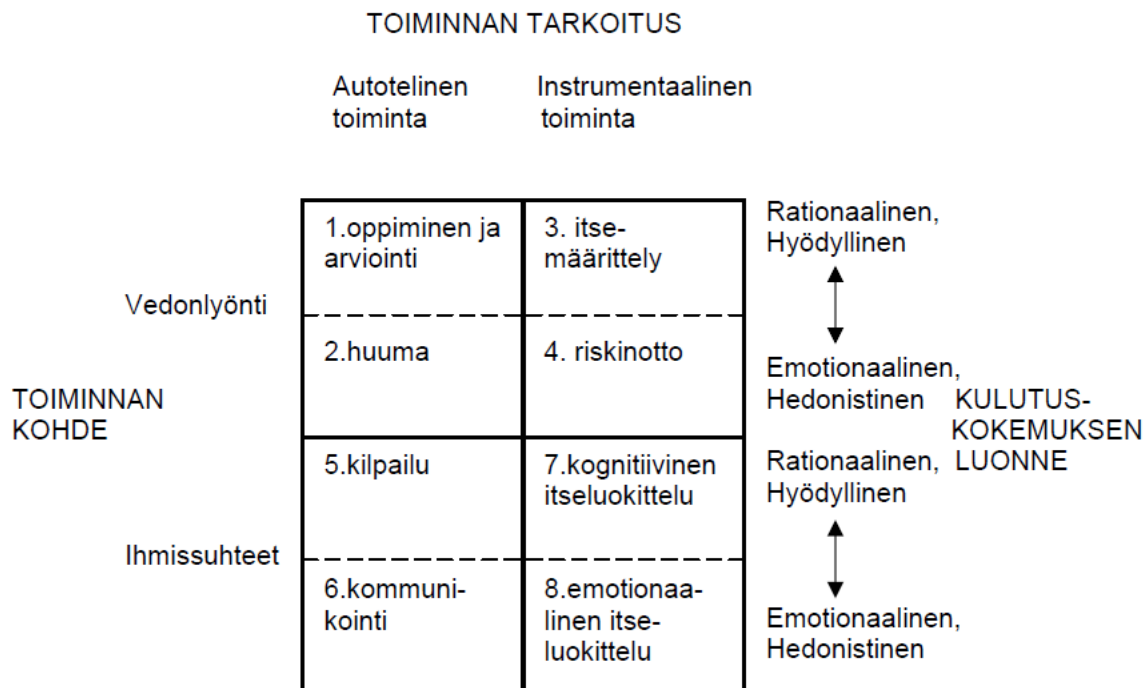 TOIMINNAN TARKOITUS
Autotelinen
toiminta
Instrumentaalinen
toiminta
1.oppiminen ja
arviointi
3. itse-
määrittely
Rationaalinen,
Hyödyllinen
Vedonlyönti
2.huuma
4. riskinotto
Emotionaalinen,
Hedonistinen
TOIMINNAN
KOHDE
KULUTUS-
KOKEMUKSEN
LUONNE
5.kilpailu
7.kognitiivinen
itseluokittelu
Rationaalinen,
Hyödyllinen
Ihmissuhteet
6.kommuni-
kointi
8.emotionaa-
linen itse-
luokittelu
Emotionaalinen,
Hedonistinen